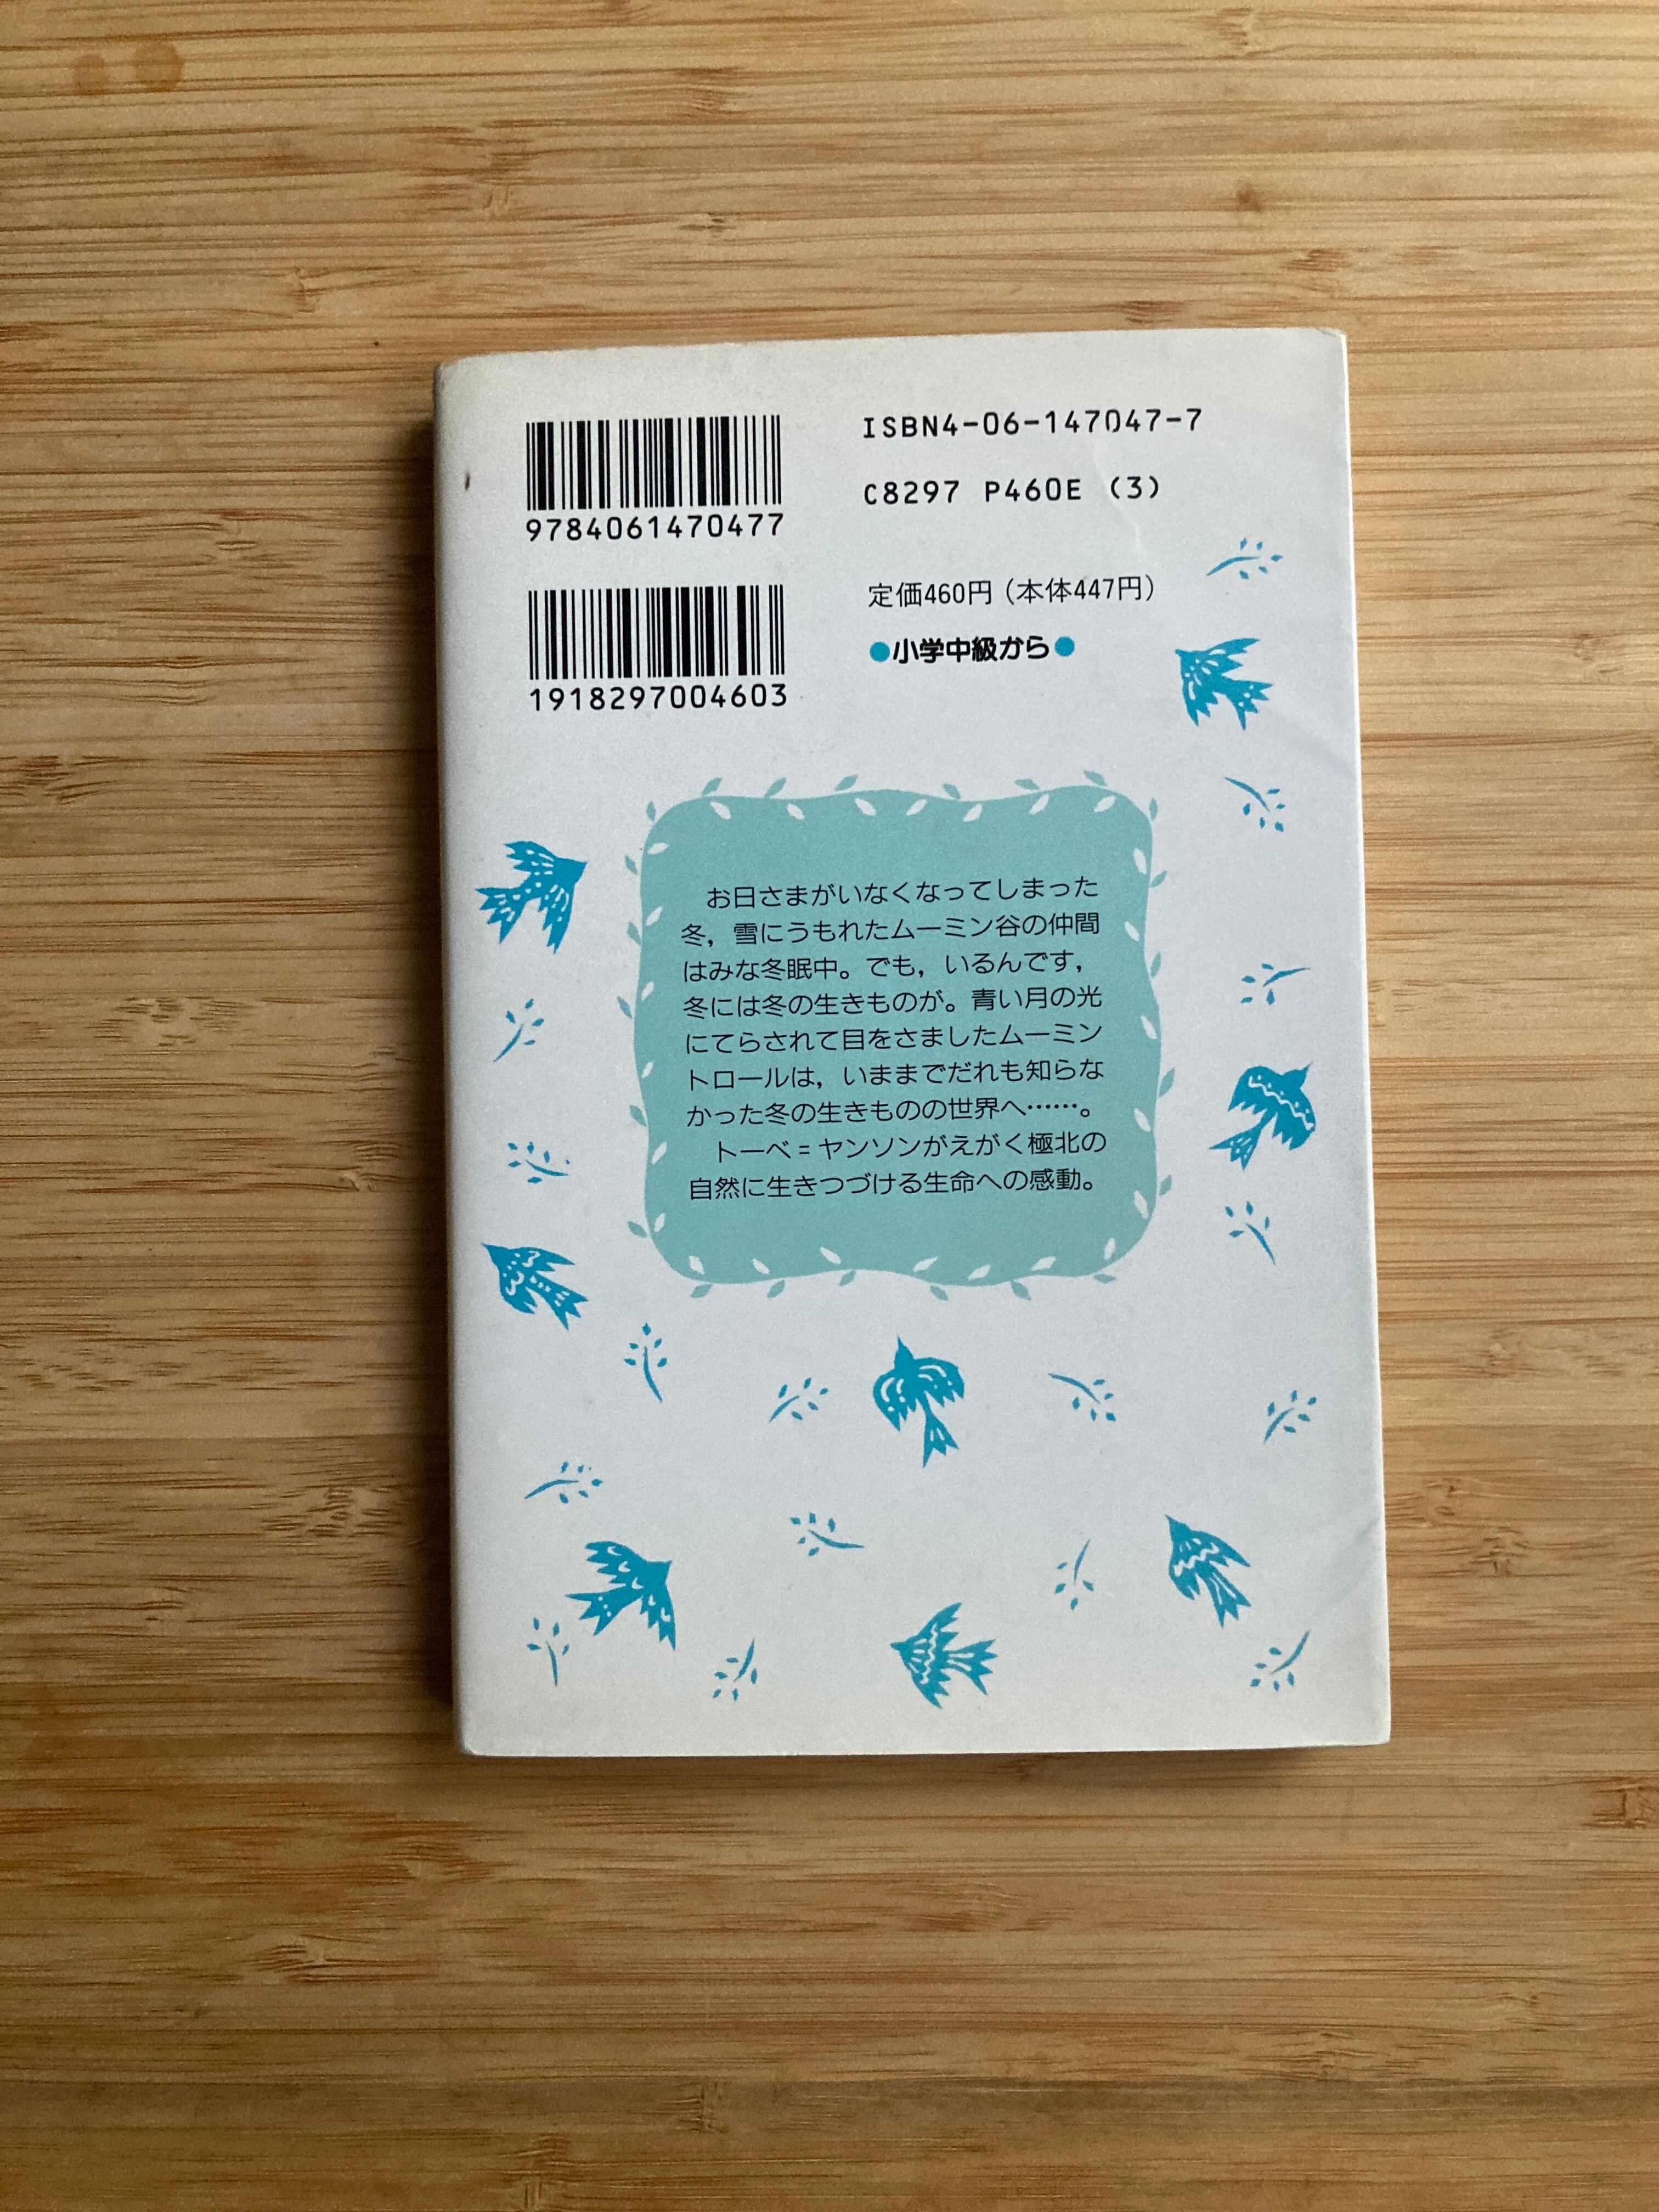 ISBN4-06-147047-7
C8297 P460E (3)
9784061470477
定価460円(本体447円)
●小学中級から●
1918297004603
お日さまがいなくなってしまった
冬，雪にうもれたムーミン谷の仲間
はみな冬眠中。でも，いるんです，
冬には冬の生きものが。青い月の光
にてらされて目をさましたムーミン
トロールは，いままでだれも知らな
かった冬の生きものの世界へ……。
トーベ＝ヤンソンがえがく極北の
自然に生きつづける生命への感動。